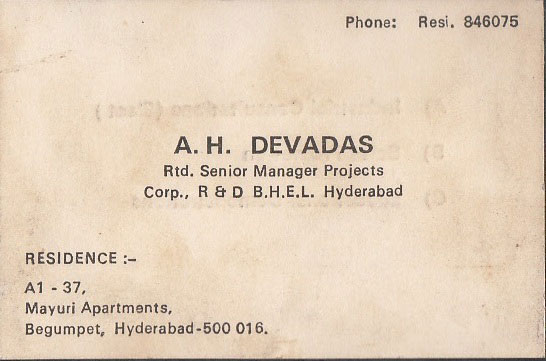 Phone: Resi. 846075
A. H. DEVADAS
Rtd. Senior Manager Projects
Corp., R & D B.H.E.L. Hyderabad
RESIDENCE :-
A1 - 37,
Mayuri Apartments,
Begumpet, Hyderabad-500 016.